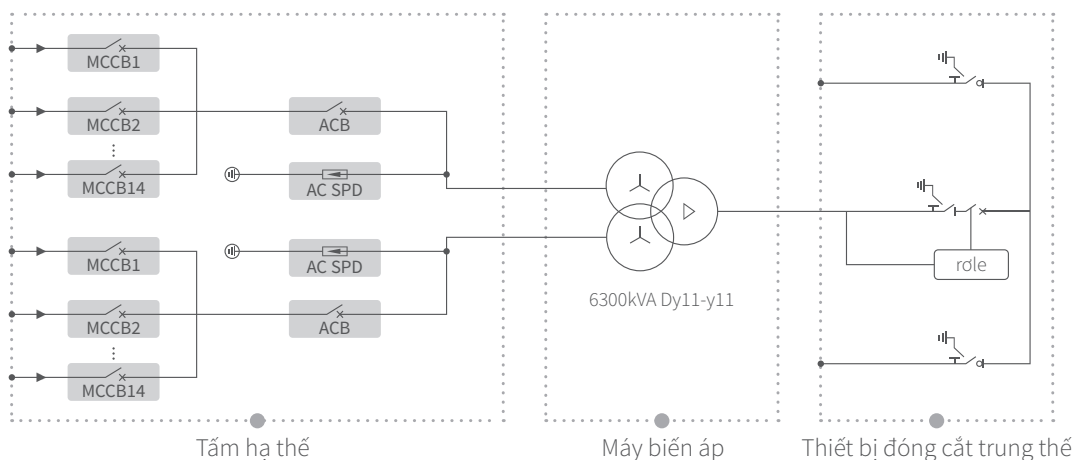 MCCB1
MCCB2
ACB
MCCB14
AC SPD
MCCB1
AC SPD
MCCB2
ACB
MCCB14
6300kVA Dy11-y11
rơle
Tấm hạ thế
Máy biến áp
Thiết bị đóng cắt trung thế